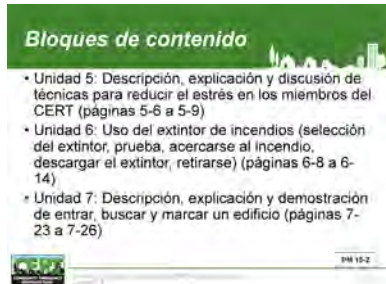 Bloques de contenido
• Unidad 5: Descripción, explicación y discusión de
técnicas para reducir el estrés en los miembros del
CERT (páginas 5-6 a 5-9)
• Unidad 6: Uso del extintor de incendios (selección
del extintor, prueba, acercarse al incendio,
descargar el extintor, retirarse) (páginas 6-8 a 6-
14)
• Unidad 7: Descripción, explicación y demostración
de entrar, buscar y marcar un edificio (páginas 7-
23 a 7-26)
CERT